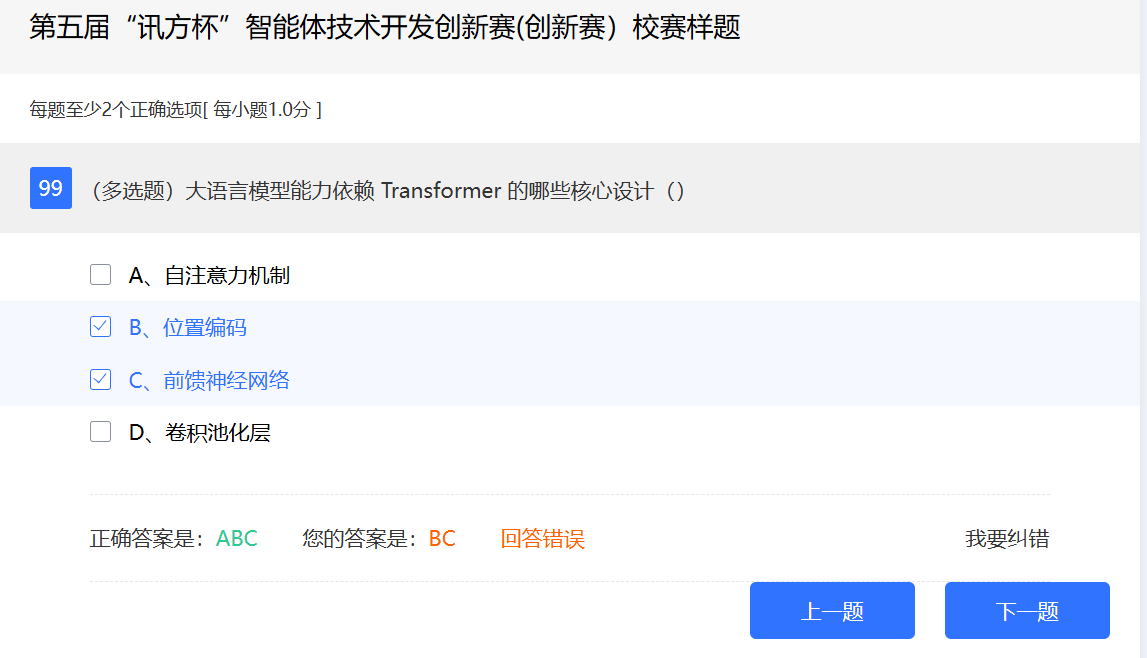 第五届“讯方杯”智能体技术开发创新赛(创新赛）校赛样题
每题至少2个正确选项[ 每小题1.0分 ]
99 （多选题）大语言模型能力依赖 Transformer 的哪些核心设计（）
A、自注意力机制
B、位置编码
C、前馈神经网络
D、卷积池化层
正确答案是：ABC 您的答案是：BC 回答错误 我要纠错
上一题 下一题